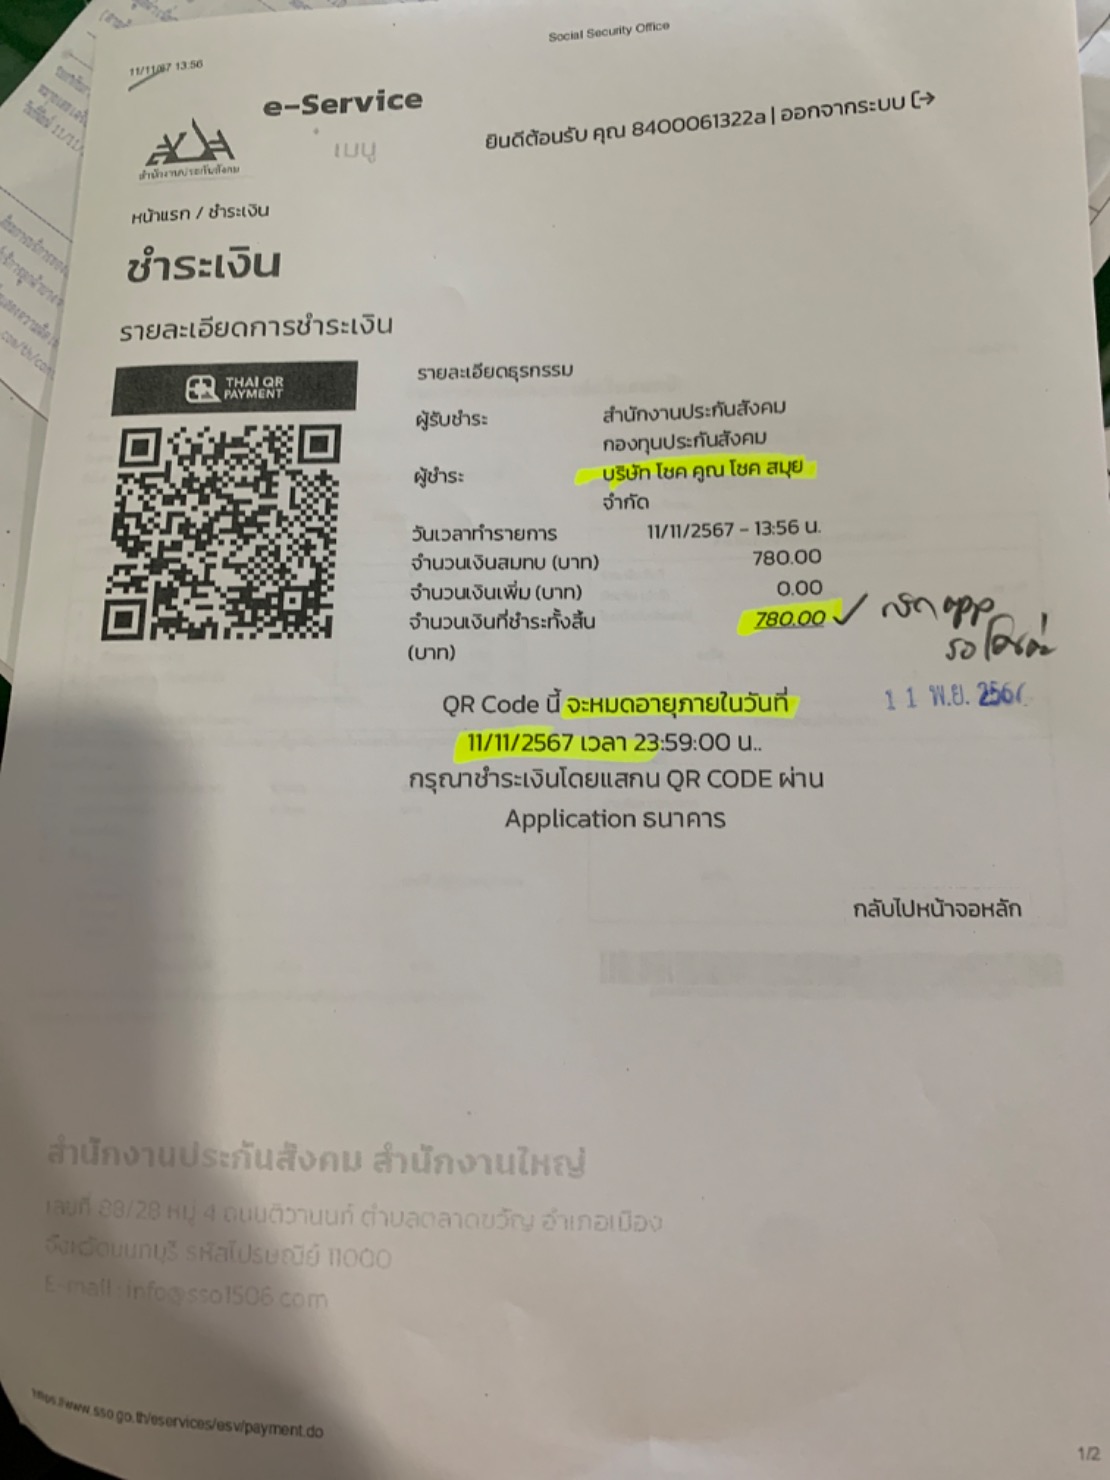 Social Security Office
11/11/67 13:56
e-Service
เมนู
ยินดีต้อนรับ คุณ 8400061322a | ออกจากระบบ
สำนักงานประกันสังคม
หน้าแรก / ชำระเงิน
ชำระเงิน
รายละเอียดการชำระเงิน
THAI QR
PAYMENT
รายละเอียดธุรกรรม
ผู้รับชำระ สำนักงานประกันสังคม
กองทุนประกันสังคม
ผู้ชำระ บริษัท โชค คูณ โชค สมุย
จำกัด
วันเวลาทำรายการ 11/11/2567 - 13:56 น.
จำนวนเงินสมทบ (บาท) 780.00
จำนวนเงินเพิ่ม (บาท) 0.00
จำนวนเงินที่ชำระทั้งสิ้น 780.00
(บาท)
app
11 พ.ย. 2567
QR Code นี้ จะหมดอายุภายในวันที่
11/11/2567 เวลา 23:59:00 น..
กรุณาชำระเงินโดยแสกน QR CODE ผ่าน
Application ธนาคาร
กลับไปหน้าจอหลัก
สำนักงานประกันสังคม สำนักงานใหญ่
เลขที่ 88/28 หมู่ 4 ถนนติวานนท์ ตำบลตลาดขวัญ อำเภอเมือง
จังหวัดนนทบุรี รหัสไปรษณีย์ 11000
E-mail : info@sso1506.com
https://www.sso.go.th/eservices/esv/payment.do
1/2